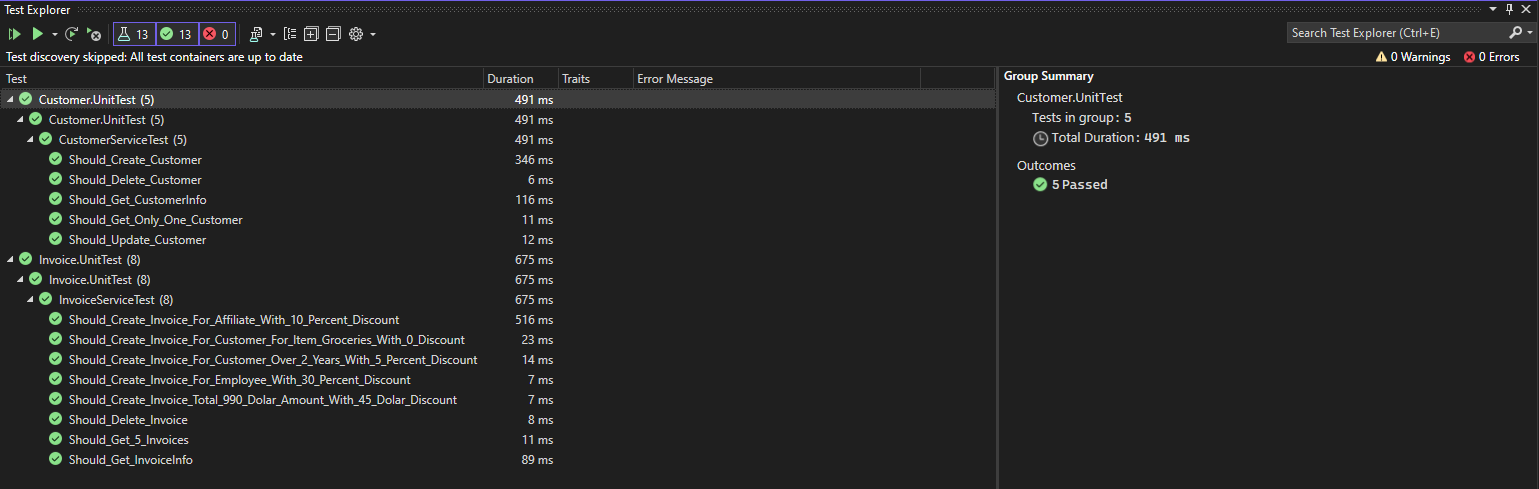 Test Explorer
13 13 0
Search Test Explorer (Ctrl+E)
Test discovery skipped: All test containers are up to date
0 Warnings 0 Errors
Test Duration Traits Error Message
Customer.UnitTest (5) 491 ms
Customer.UnitTest (5) 491 ms
CustomerServiceTest (5) 491 ms
Should_Create_Customer 346 ms
Should_Delete_Customer 6 ms
Should_Get_CustomerInfo 116 ms
Should_Get_Only_One_Customer 11 ms
Should_Update_Customer 12 ms
Invoice.UnitTest (8) 675 ms
Invoice.UnitTest (8) 675 ms
InvoiceServiceTest (8) 675 ms
Should_Create_Invoice_For_Affiliate_With_10_Percent_Discount 516 ms
Should_Create_Invoice_For_Customer_For_Item_Groceries_With_0_Discount 23 ms
Should_Create_Invoice_For_Customer_Over_2_Years_With_5_Percent_Discount 14 ms
Should_Create_Invoice_For_Employee_With_30_Percent_Discount 7 ms
Should_Create_Invoice_Total_990_Dolar_Amount_With_45_Dolar_Discount 7 ms
Should_Delete_Invoice 8 ms
Should_Get_5_Invoices 11 ms
Should_Get_InvoiceInfo 89 ms
Group Summary
Customer.UnitTest
Tests in group: 5
Total Duration: 491 ms
Outcomes
5 Passed